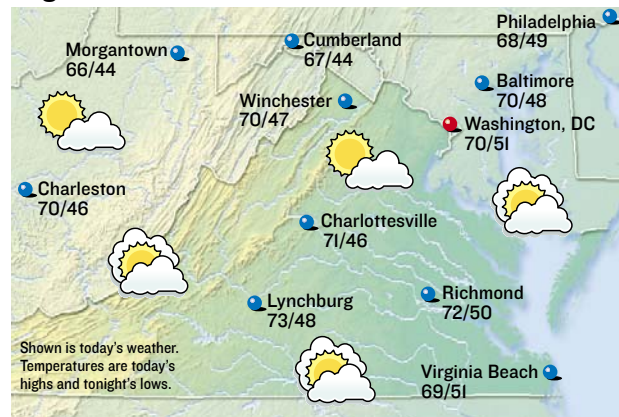 Philadelphia
68/49
Morgantown
66/44
Cumberland
67/44
Baltimore
70/48
Winchester
70/47
Washington, DC
70/51
Charleston
70/46
Charlottesville
71/46
Lynchburg
73/48
Richmond
72/50
Shown is today's weather.
Temperatures are today's
highs and tonight's lows.
Virginia Beach
69/51